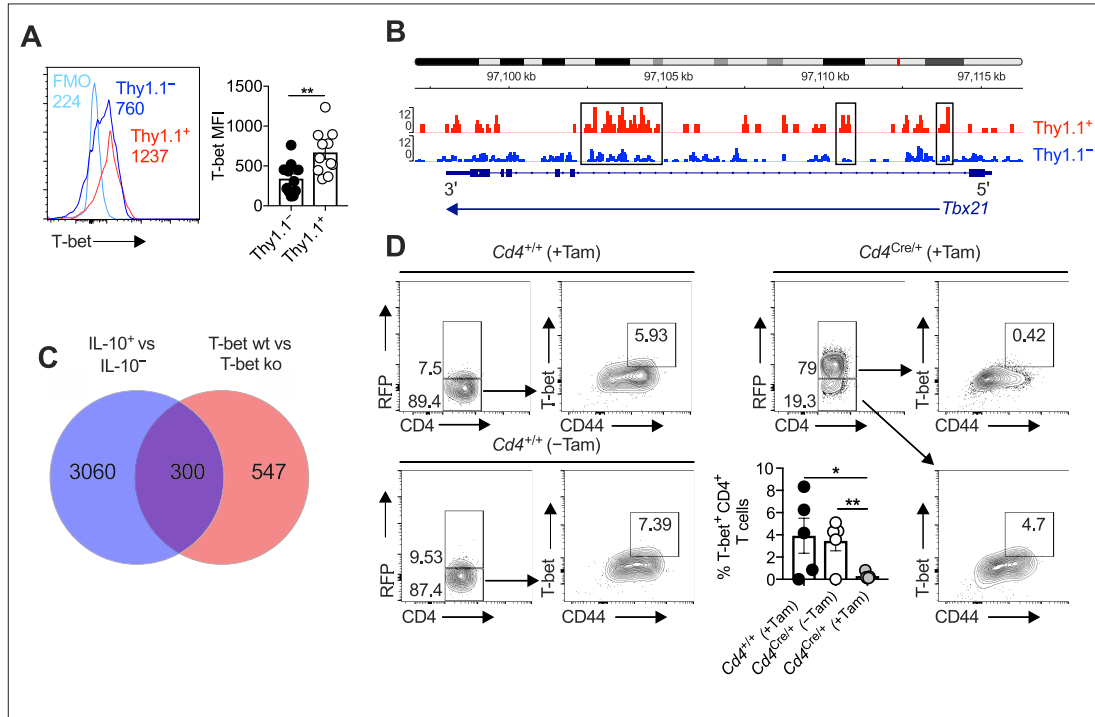 A
FMO
224
Thy1.1⁻
760
Thy1.1⁺
1237
T-bet
T-bet MFI
1500
1000
500
0
**
Thy1.1⁻
Thy1.1⁺
B
97,100 kb
97,105 kb
97,110 kb
97,115 kb
12
0
Thy1.1⁺
12
0
Thy1.1⁻
3'
5'
Tbx21
C
IL-10⁺ vs
IL-10⁻
T-bet wt vs
T-bet ko
3060
300
547
D
Cd4⁺/⁺ (+Tam)
RFP
7.5
89.4
CD4
T-bet
5.93
CD44
Cd4⁺/⁺ (−Tam)
RFP
9.53
87.4
CD4
T-bet
7.39
CD44
Cd4Cre/⁺ (+Tam)
RFP
79
19.3
CD4
T-bet
0.42
CD44
% T-bet⁺ CD4⁺
T cells
10
8
6
4
2
0
*
**
Cd4⁺/⁺ (+Tam)
Cd4Cre/⁺ (−Tam)
Cd4Cre/⁺ (+Tam)
T-bet
4.7
CD44